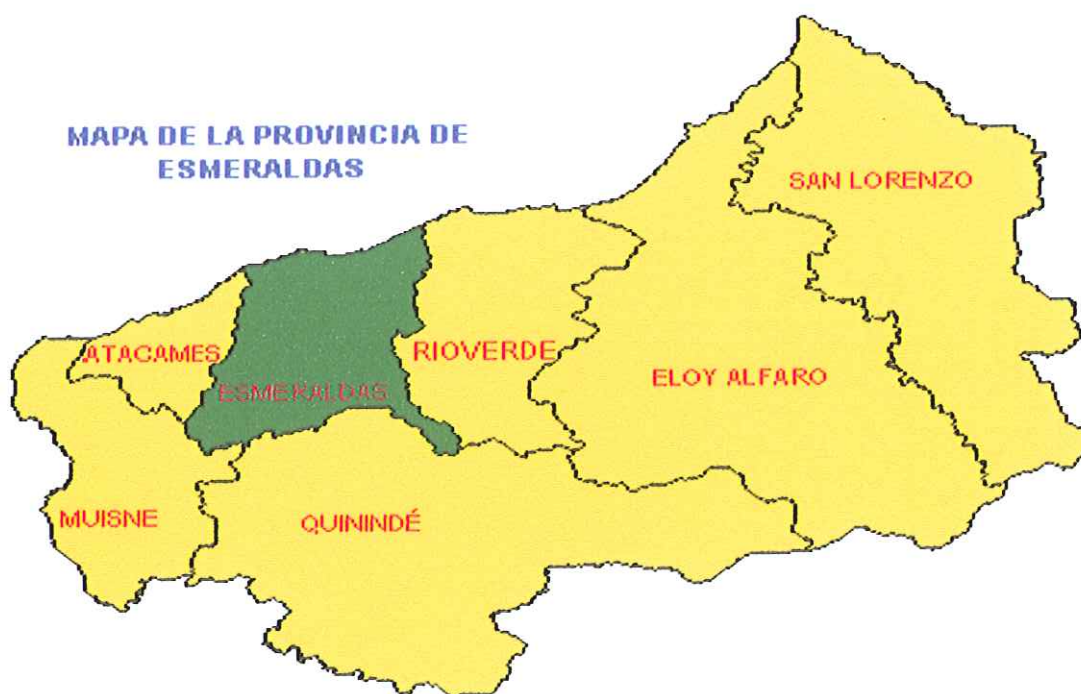 MAPA DE LA PROVINCIA DE
ESMERALDAS
SAN LORENZO
ATACAMES
RIOVERDE
ELOY ALFARO
ESMERALDAS
MUISNE
QUININDÉ